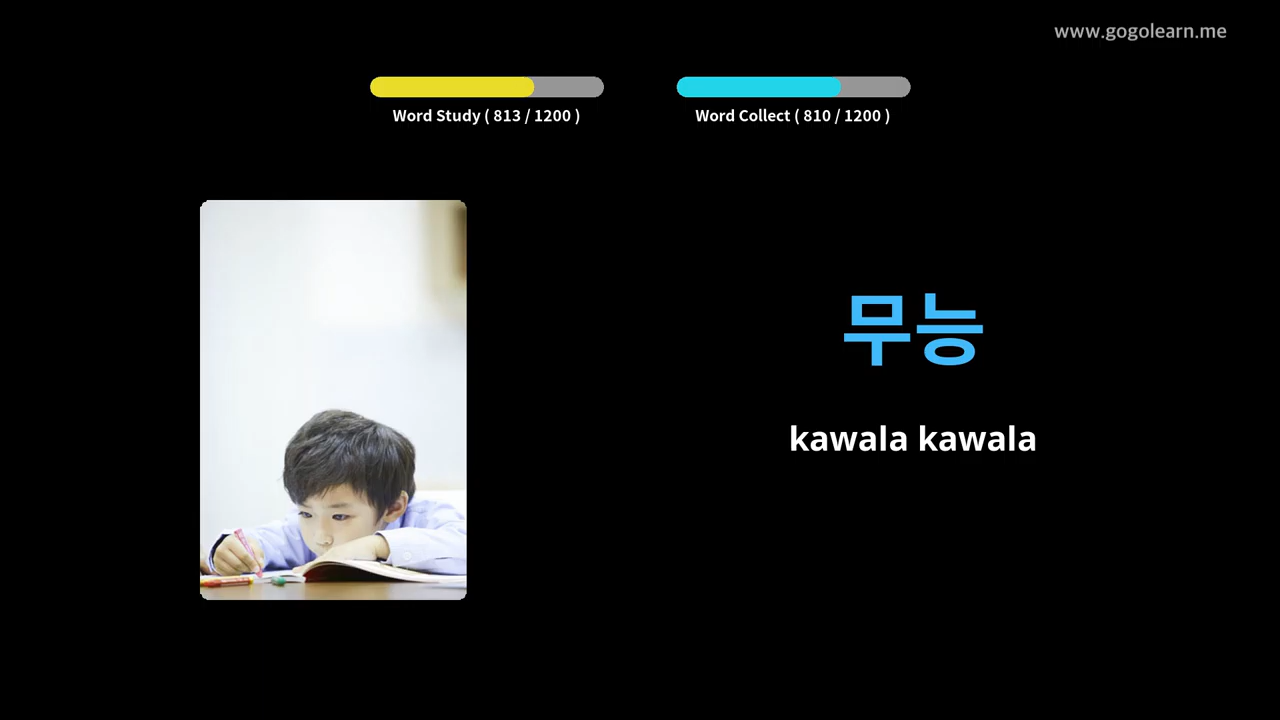 www.gogolearn.me
Word Study ( 813 / 1200 )
Word Collect ( 810 / 1200 )
무능
kawala kawala